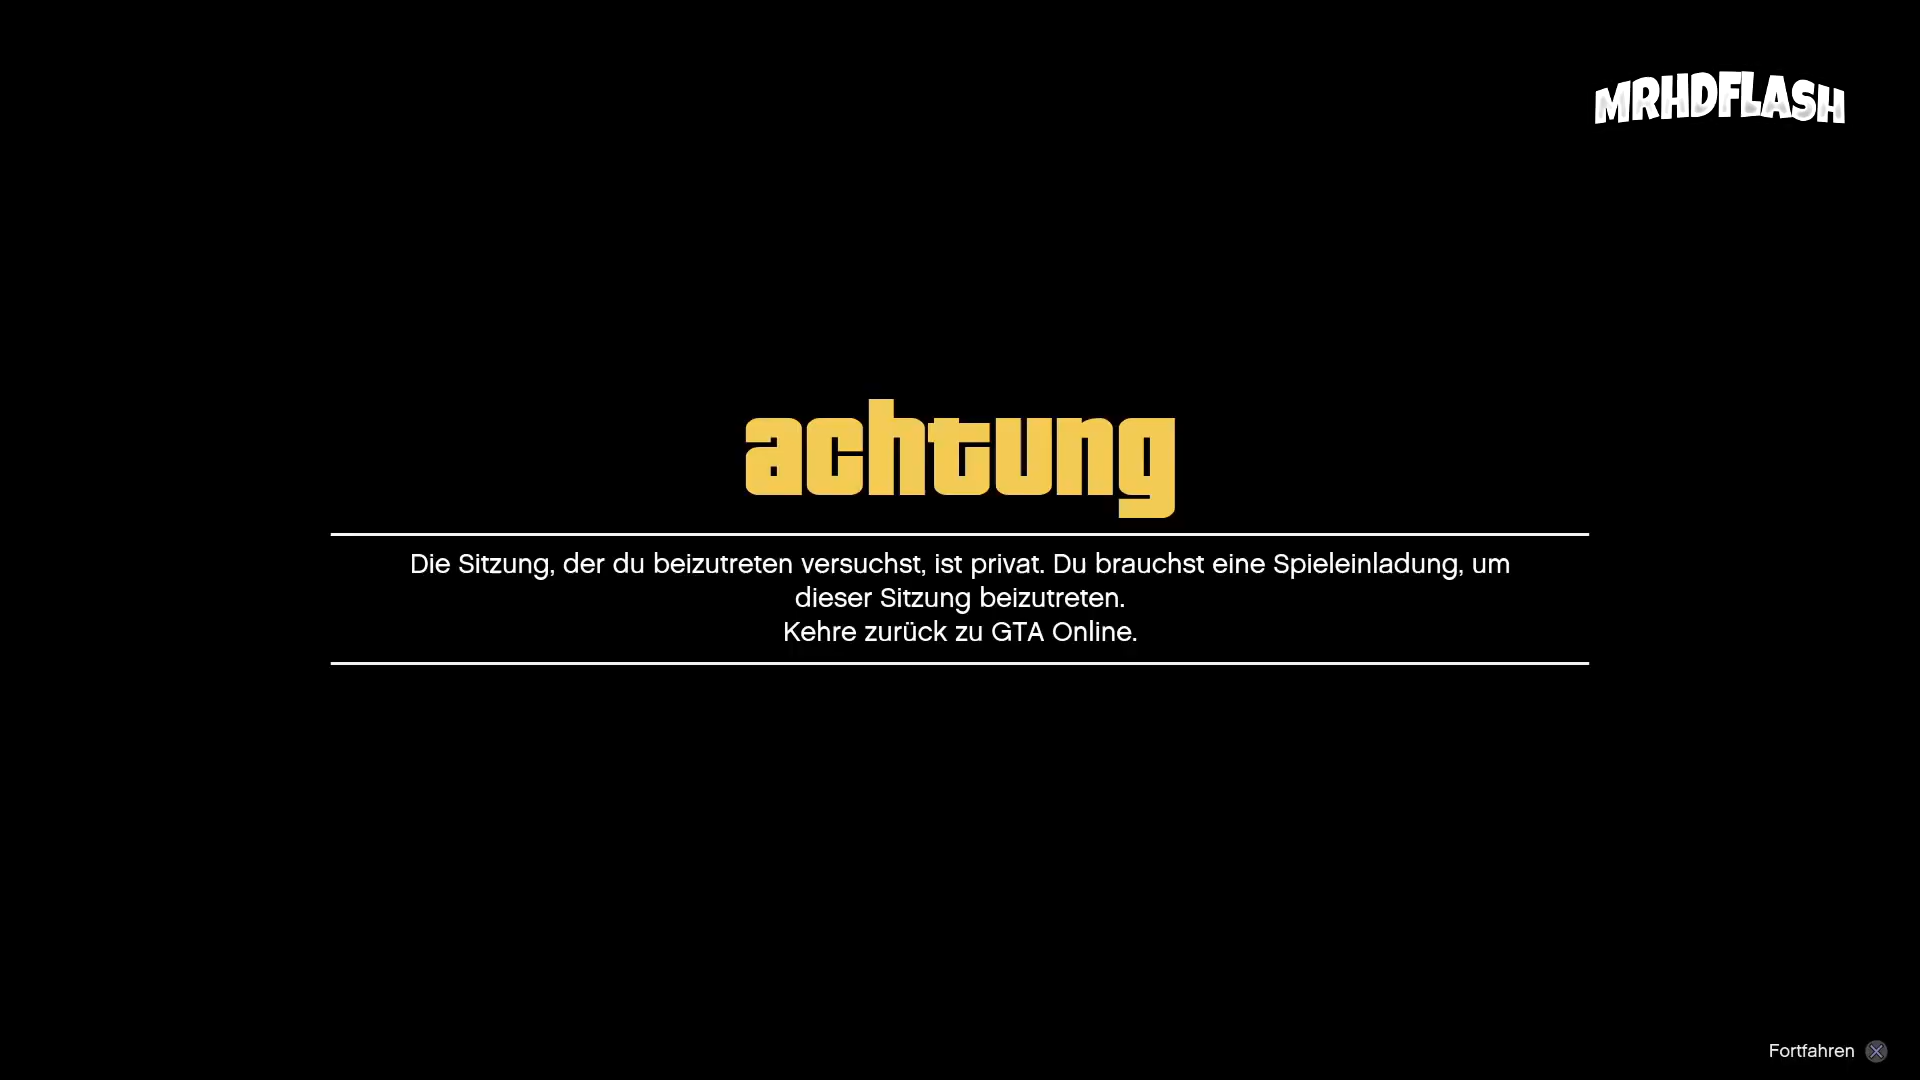 MRHDFLASH
achtung
Die Sitzung, der du beizutreten versuchst, ist privat. Du brauchst eine Spieleinladung, um
dieser Sitzung beizutreten.
Kehre zurück zu GTA Online.
Fortfahren